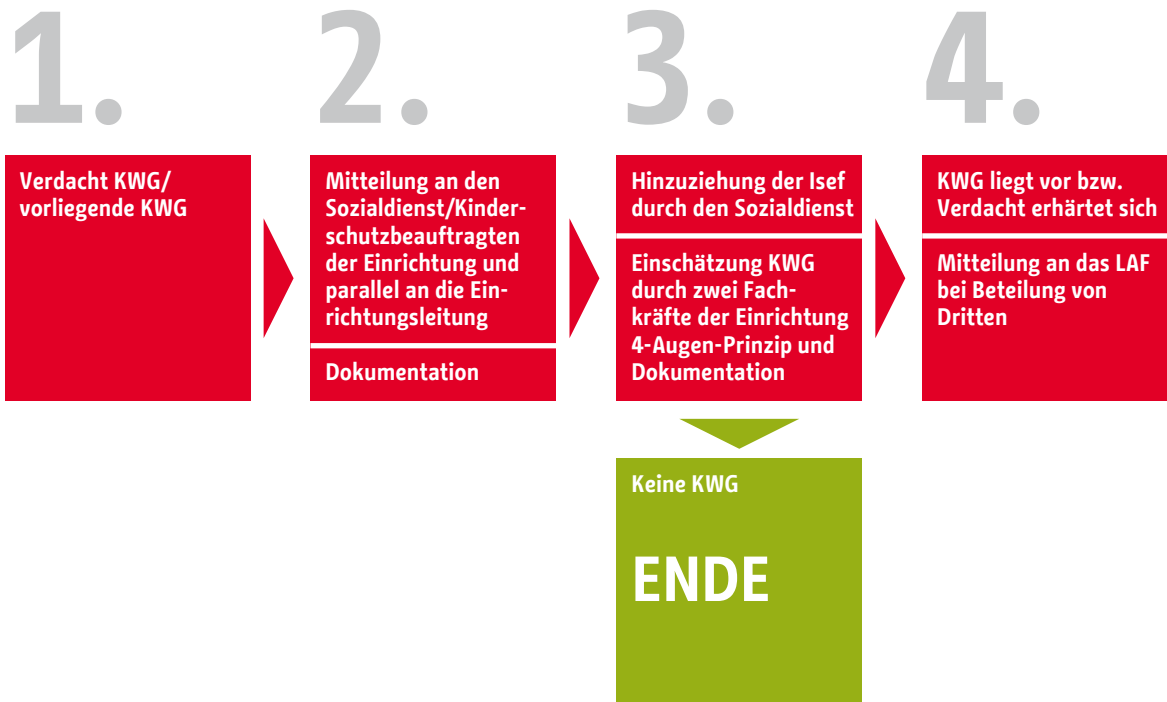 1.
Verdacht KWG/
vorliegende KWG
2.
Mitteilung an den
Sozialdienst/Kinder-
schutzbeauftragten
der Einrichtung und
parallel an die Ein-
richtungsleitung
Dokumentation
3.
Hinzuziehung der Isef
durch den Sozialdienst
Einschätzung KWG
durch zwei Fach-
kräfte der Einrichtung
4-Augen-Prinzip und
Dokumentation
Keine KWG
ENDE
4.
KWG liegt vor bzw.
Verdacht erhärtet sich
Mitteilung an das LAF
bei Beteilung von
Dritten